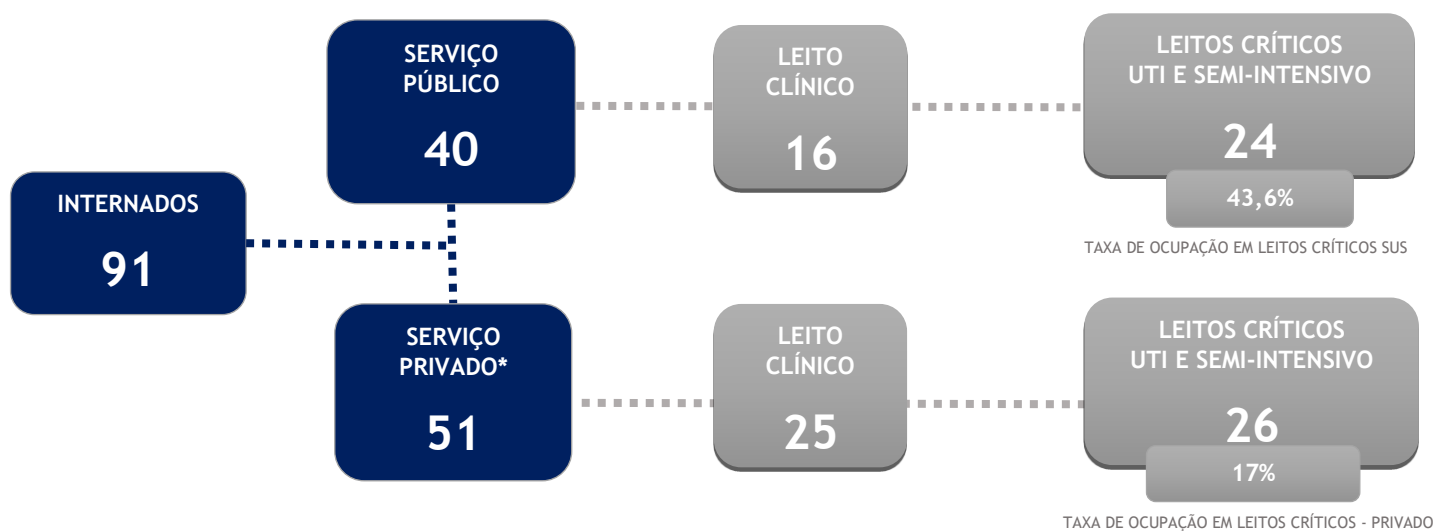 INTERNADOS
91
SERVIÇO
PÚBLICO
40
LEITO
CLÍNICO
16
LEITOS CRÍTICOS
UTI E SEMI-INTENSIVO
24
43,6%
TAXA DE OCUPAÇÃO EM LEITOS CRÍTICOS SUS
SERVIÇO
PRIVADO*
51
LEITO
CLÍNICO
25
LEITOS CRÍTICOS
UTI E SEMI-INTENSIVO
26
17%
TAXA DE OCUPAÇÃO EM LEITOS CRÍTICOS - PRIVADO